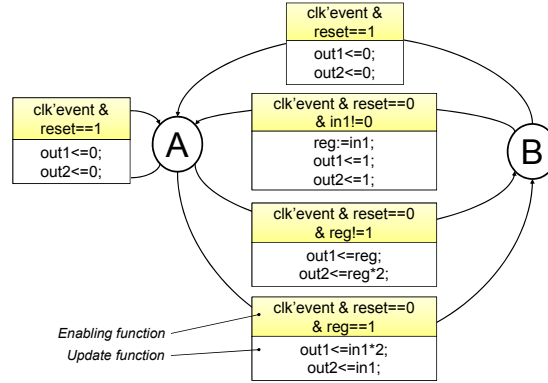 clk'event &
reset==1
out1<=0;
out2<=0;
clk'event &
reset==1
out1<=0;
out2<=0;
A
clk'event & reset==0
& in1!=0
reg:=in1;
out1<=1;
out2<=1;
B
clk'event & reset==0
& reg!=1
out1<=reg;
out2<=reg*2;
clk'event & reset==0
& reg==1
out1<=in1*2;
out2<=in1;
Enabling function
Update function